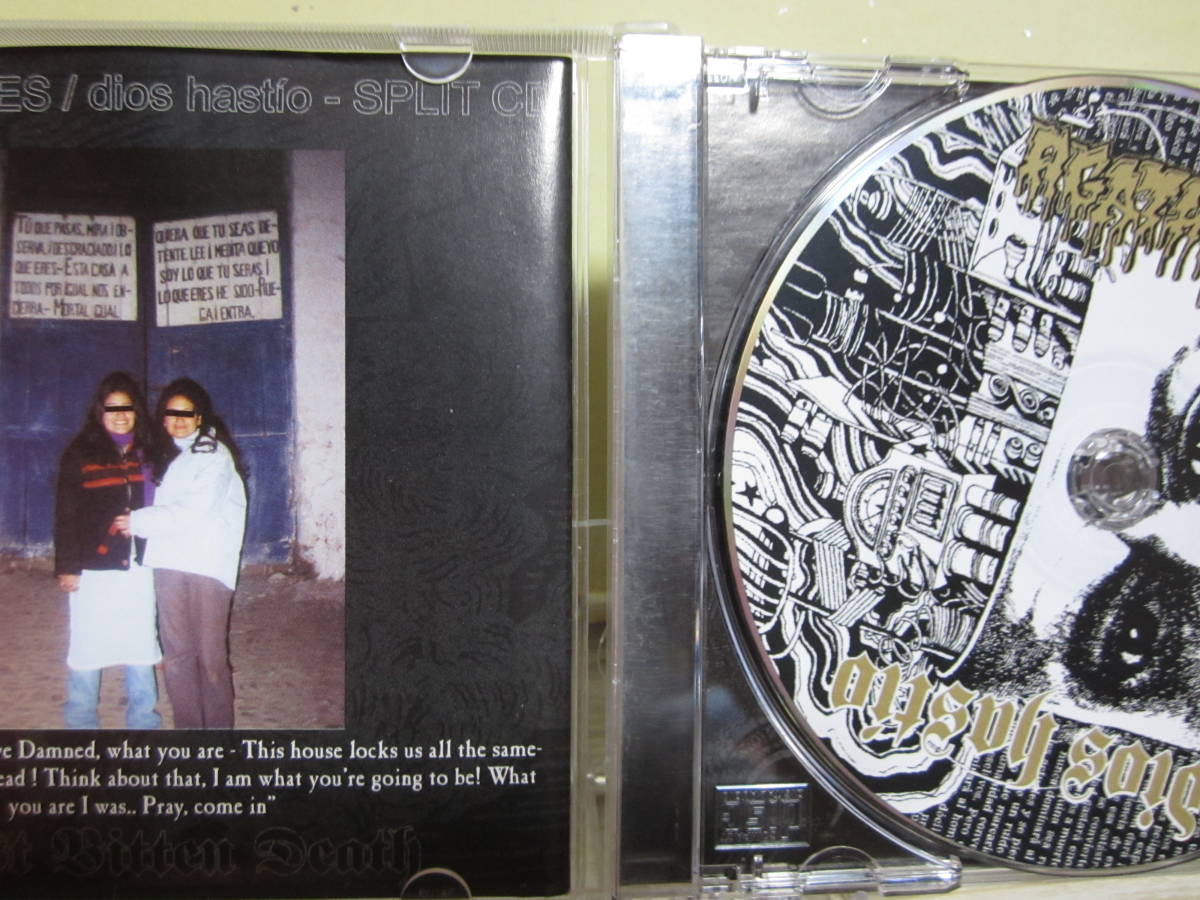 ES / dios hastío - SPLIT CD
TU QUE PASAS, MIRA I OB-
SERVA, ¡DESGRACIADO! LO
QUE ERES-ESTA CASA A
TODOS POR IGUAL NOS EN-
CIERRA- MORTAL CUAL
QUIERA, QUE TU SEAS DE-
TENTE LEE I MEDITA QUE YO
SOY LO QUE TU SERAS I
LO QUE ERES HE SIDO-RUE-
GA I ENTRA.
ve Damned, what you are - This house locks us all the same-
ead ! Think about that, I am what you're going to be! What
you are I was.. Pray, come in”
st Bitten Death
AGATH
Dios hastio